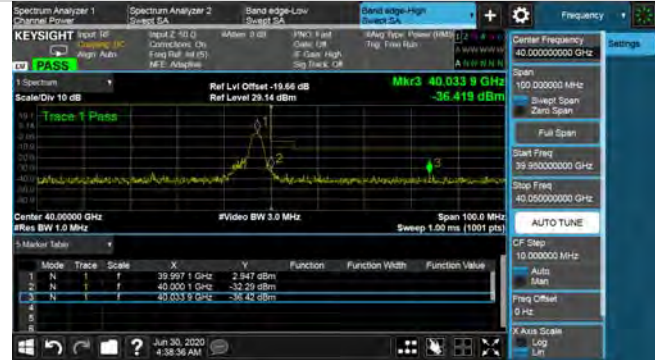 Spectrum Analyzer 1
Channel Power
Spectrum Analyzer 2
Swept SA
Band edge-Low
Swept SA
Band edge-High
Swept SA
Frequency
KEYSIGHT
Input: RF
Coupling: DC
Align: Auto
Input Z: 50 Ω
Corrections: On
Freq Ref: Int (S)
NFE: Adaptive
#Atten: 0 dB
PNO: Fast
Gate: Off
IF Gain: High
Sig Track: Off
#Avg Type: Power (RMS)
Trig: Free Run
LXI
PASS
Center Frequency
40.000000000 GHz
Settings
Span
100.000000 MHz
Swept Span
Zero Span
Full Span
Start Freq
39.950000000 GHz
Stop Freq
40.050000000 GHz
AUTO TUNE
CF Step
10.000000 MHz
Auto
Man
Freq Offset
0 Hz
X Axis Scale
Log
Lin
1 Spectrum
Scale/Div 10 dB
Ref Lvl Offset -19.66 dB
Ref Level 29.14 dBm
Mkr3 40.033 9 GHz
-36.419 dBm
Trace 1 Pass
1
2
3
Center 40.00000 GHz
#Res BW 1.0 MHz
#Video BW 3.0 MHz
Span 100.0 MHz
Sweep 1.00 ms (1001 pts)
5 Marker Table
Mode Trace Scale X Y Function Function Width Function Value
1 N 1 f 39.997 1 GHz 2.947 dBm
2 N 1 f 40.000 1 GHz -32.29 dBm
3 N 1 f 40.033 9 GHz -36.42 dBm
4
5
6
?
Jun 30, 2020
4:38:36 AM